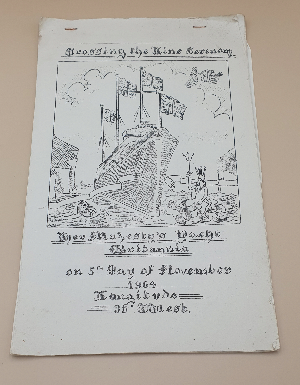 Crossing the Line Ceremony
Her Majesty's Yacht
Britannia
on 5th Day of November
1964
Longitude
35° West.